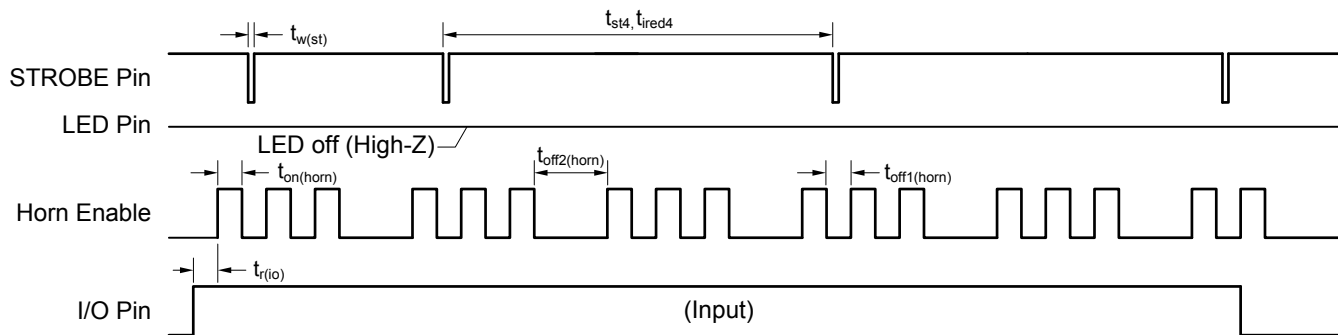 t_st4, t_ired4
t_w(st)
STROBE Pin
LED Pin
LED off (High-Z)
t_on(horn)
t_off2(horn)
t_off1(horn)
Horn Enable
t_r(io)
I/O Pin
(Input)